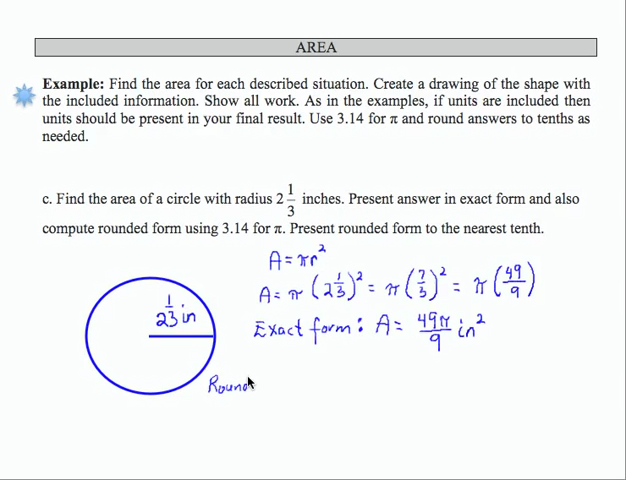 AREA
Example: Find the area for each described situation. Create a drawing of the shape with
the included information. Show all work. As in the examples, if units are included then
units should be present in your final result. Use 3.14 for π and round answers to tenths as
needed.
c. Find the area of a circle with radius 2 1/3 inches. Present answer in exact form and also
compute rounded form using 3.14 for π. Present rounded form to the nearest tenth.
A = πr²
A = π (2 1/3)² = π (7/3)² = π (49/9)
2 1/3 in
Exact form: A = 49π/9 in²
Roun